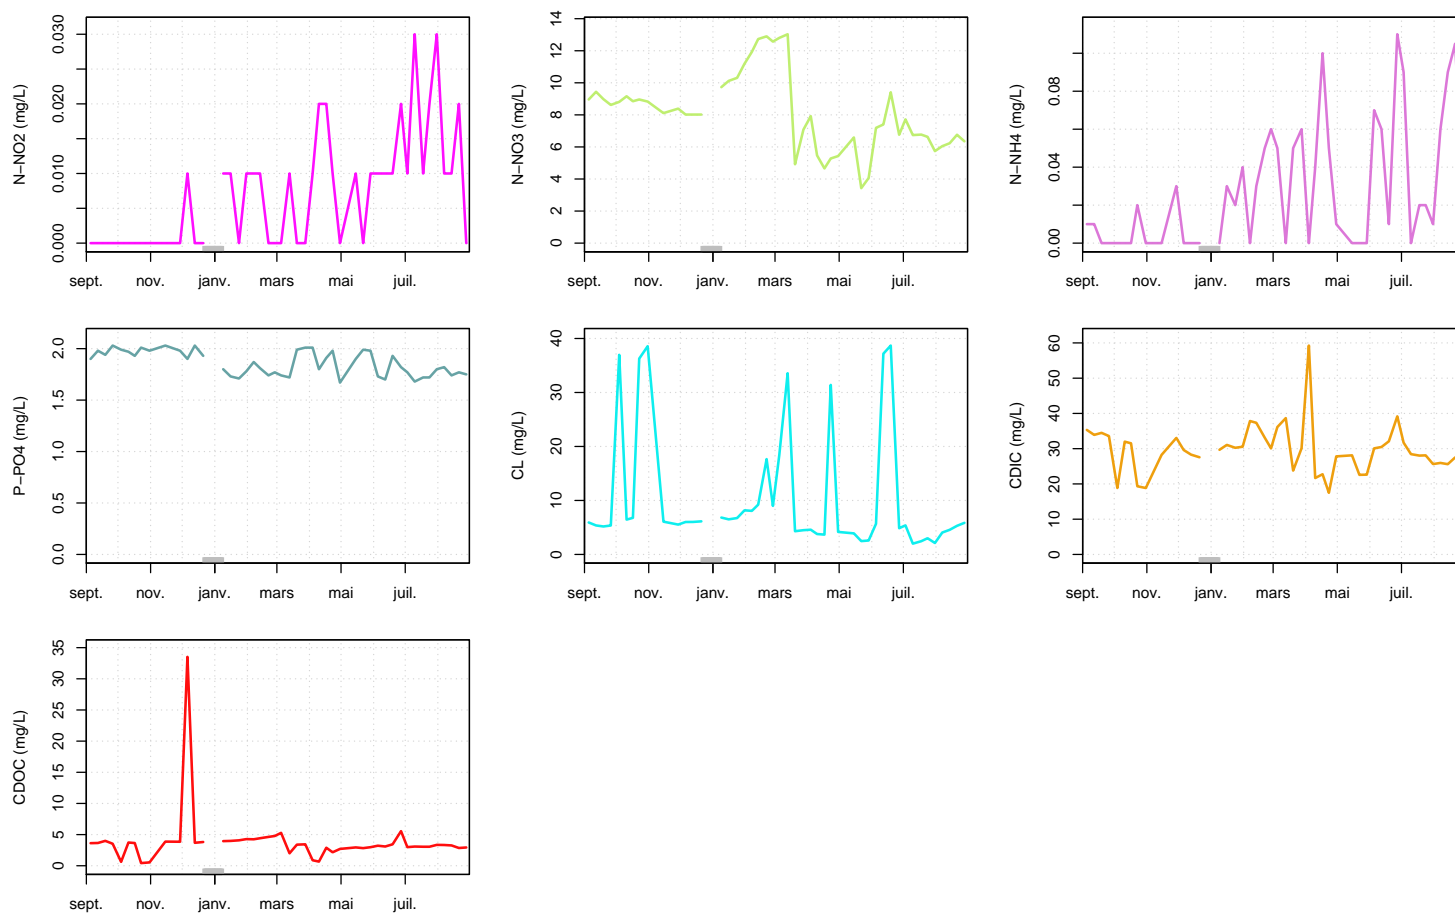 N−NO2 (mg/L)
0.000
0.010
0.020
0.030
sept.
nov.
janv.
mars
mai
juil.
N−NO3 (mg/L)
0
2
4
6
8
10
12
14
sept.
nov.
janv.
mars
mai
juil.
N−NH4 (mg/L)
0.00
0.04
0.08
sept.
nov.
janv.
mars
mai
juil.
P−PO4 (mg/L)
0.0
0.5
1.0
1.5
2.0
sept.
nov.
janv.
mars
mai
juil.
CL (mg/L)
0
10
20
30
40
sept.
nov.
janv.
mars
mai
juil.
CDIC (mg/L)
0
10
20
30
40
50
60
sept.
nov.
janv.
mars
mai
juil.
CDOC (mg/L)
0
5
10
15
20
25
30
35
sept.
nov.
janv.
mars
mai
juil.